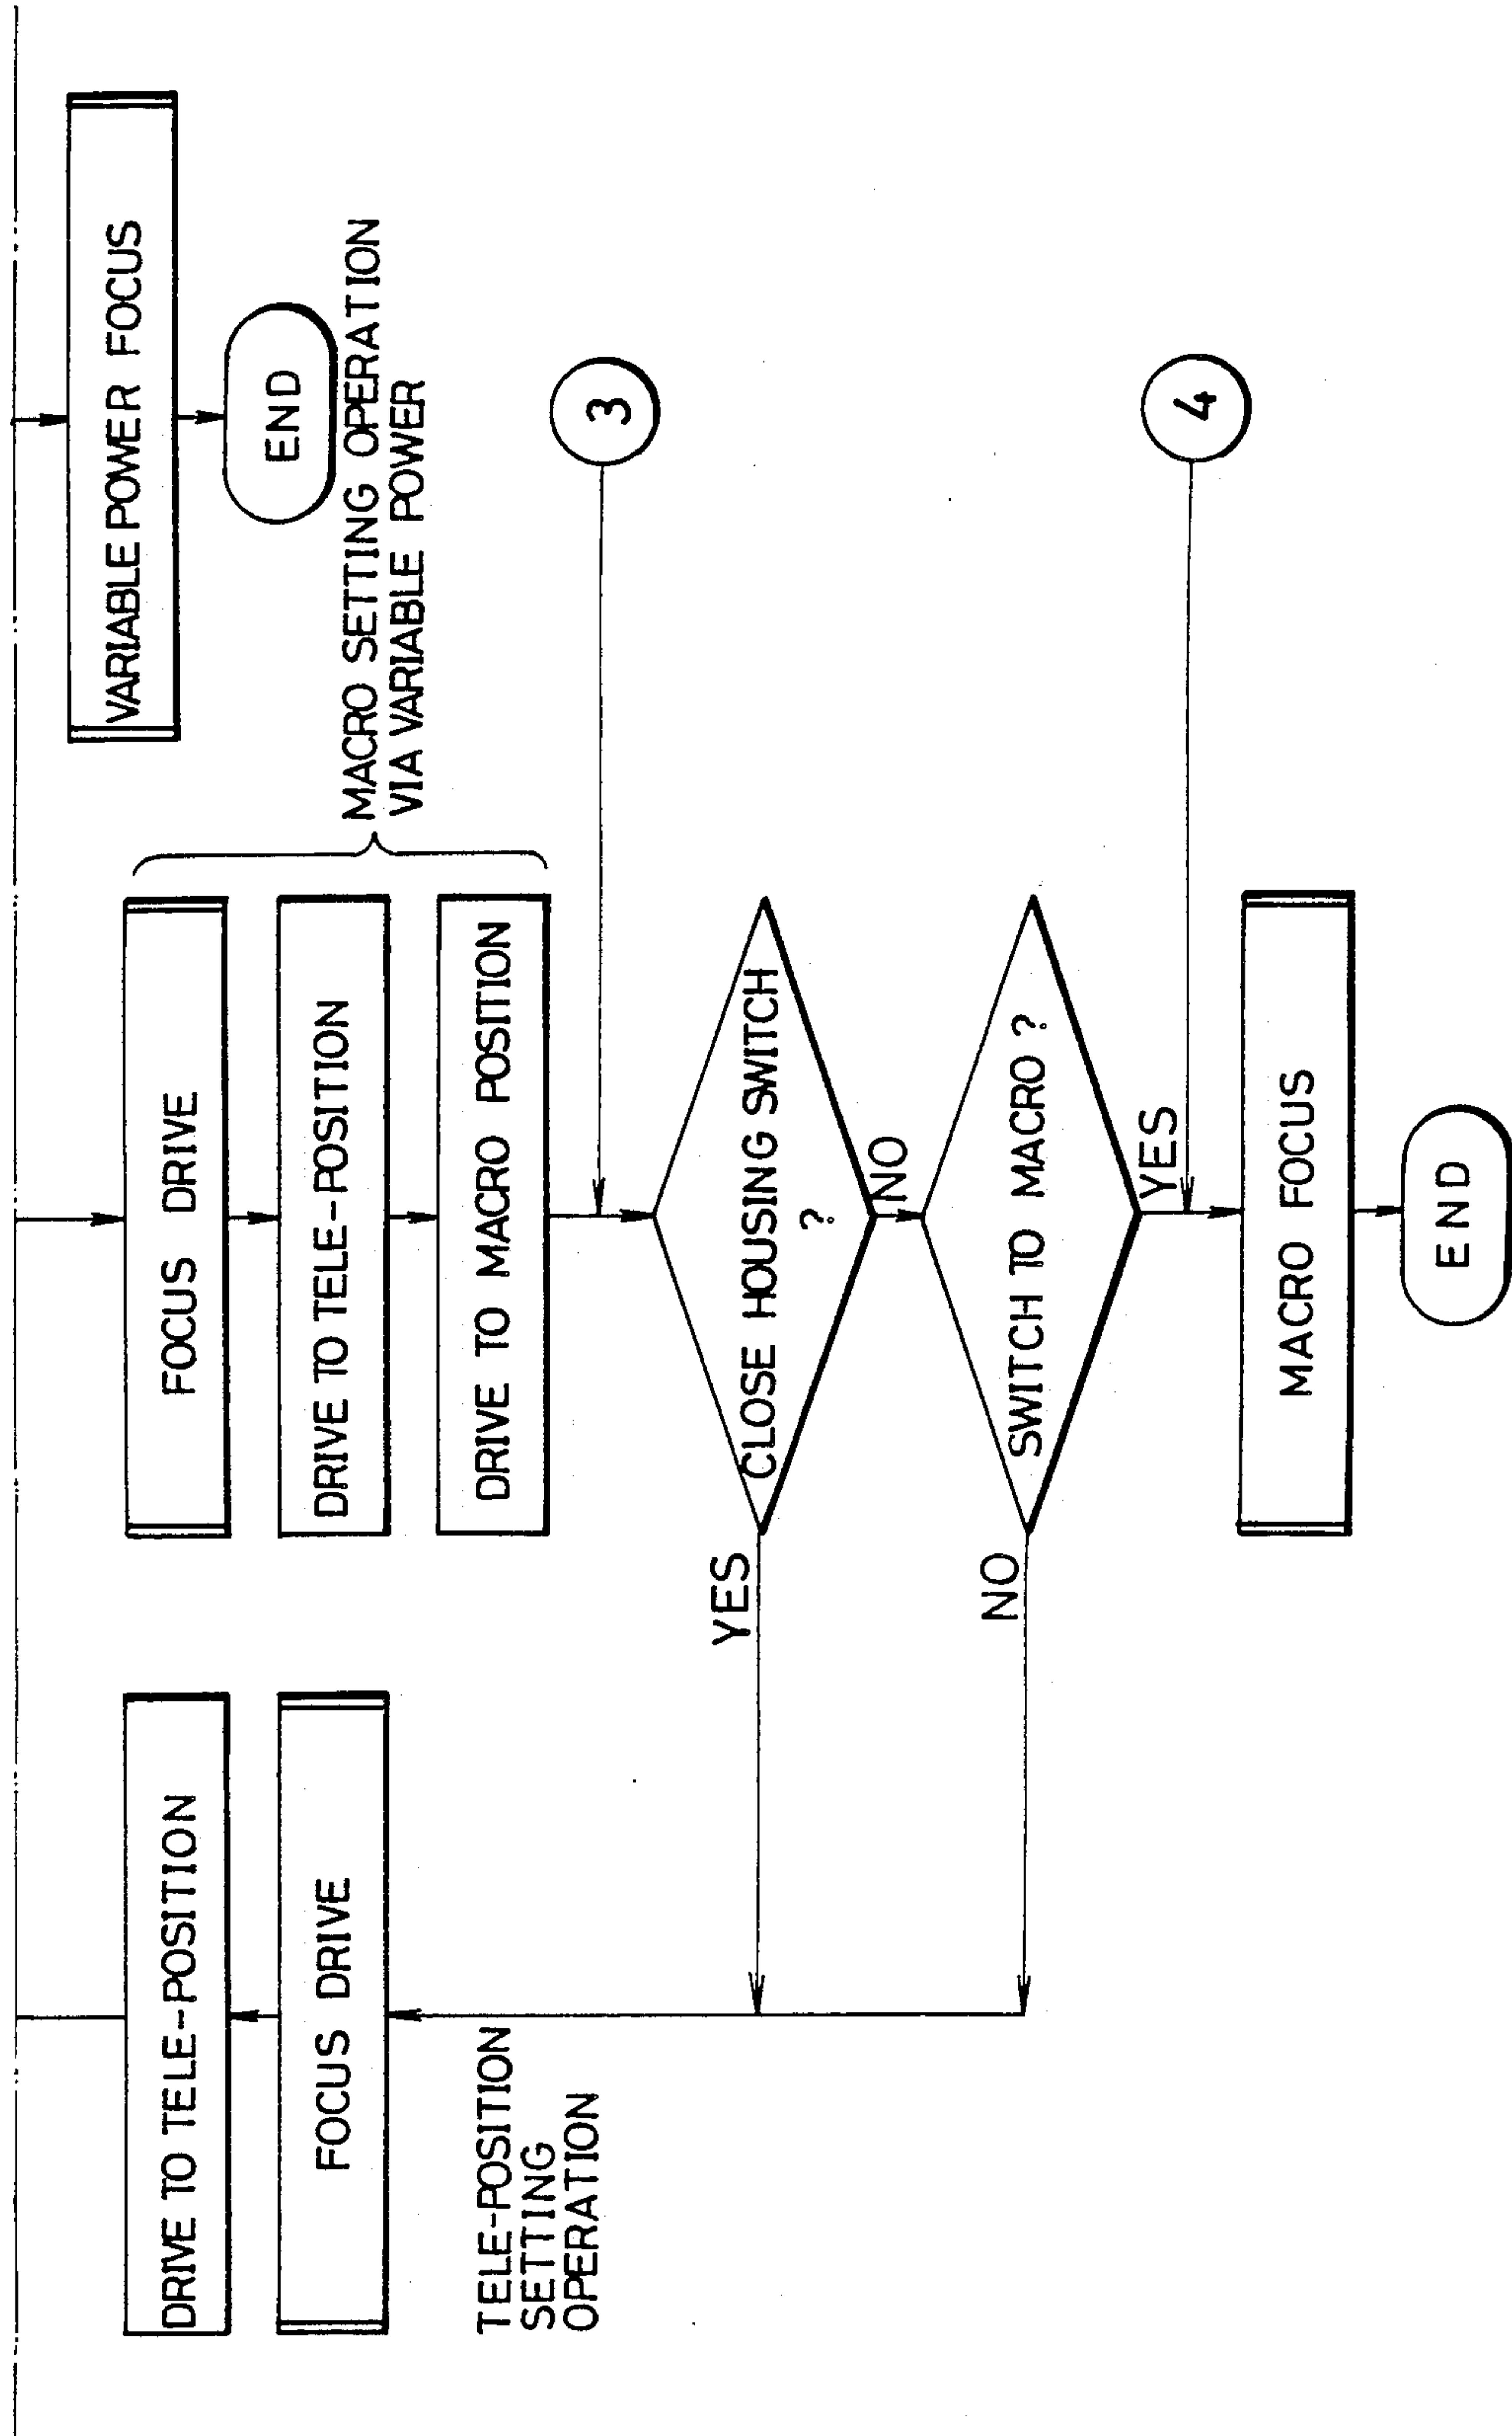 DRIVE TO TELE-POSITION
FOCUS DRIVE
TELE-POSITION
SETTING
OPERATION
FOCUS DRIVE
DRIVE TO TELE-POSITION
DRIVE TO MACRO POSITION
MACRO SETTING OPERATION
VIA VARIABLE POWER
VARIABLE POWER FOCUS
END
3
CLOSE HOUSING SWITCH
?
YES
NO
SWITCH TO MACRO ?
NO
YES
4
MACRO FOCUS
END